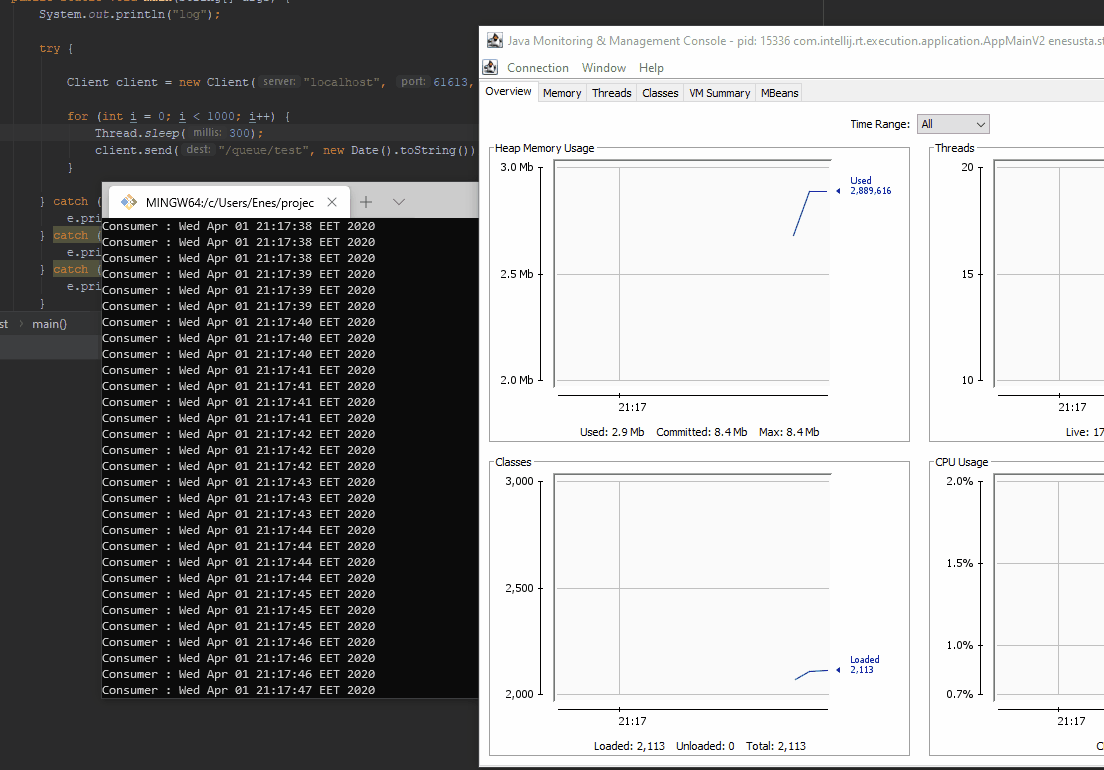 System.out.println("log");
try {
Client client = new Client( server: "localhost", port: 61613,
for (int i = 0; i < 1000; i++) {
Thread.sleep( millis: 300);
client.send( dest: "/queue/test", new Date().toString())
}
} catch (
e.pri
} catch (
e.pri
} catch (
e.pri
}
st › main()
MINGW64:/c/Users/Enes/projec
Consumer : Wed Apr 01 21:17:38 EET 2020
Consumer : Wed Apr 01 21:17:38 EET 2020
Consumer : Wed Apr 01 21:17:38 EET 2020
Consumer : Wed Apr 01 21:17:39 EET 2020
Consumer : Wed Apr 01 21:17:39 EET 2020
Consumer : Wed Apr 01 21:17:39 EET 2020
Consumer : Wed Apr 01 21:17:40 EET 2020
Consumer : Wed Apr 01 21:17:40 EET 2020
Consumer : Wed Apr 01 21:17:40 EET 2020
Consumer : Wed Apr 01 21:17:41 EET 2020
Consumer : Wed Apr 01 21:17:41 EET 2020
Consumer : Wed Apr 01 21:17:41 EET 2020
Consumer : Wed Apr 01 21:17:41 EET 2020
Consumer : Wed Apr 01 21:17:42 EET 2020
Consumer : Wed Apr 01 21:17:42 EET 2020
Consumer : Wed Apr 01 21:17:42 EET 2020
Consumer : Wed Apr 01 21:17:43 EET 2020
Consumer : Wed Apr 01 21:17:43 EET 2020
Consumer : Wed Apr 01 21:17:43 EET 2020
Consumer : Wed Apr 01 21:17:44 EET 2020
Consumer : Wed Apr 01 21:17:44 EET 2020
Consumer : Wed Apr 01 21:17:44 EET 2020
Consumer : Wed Apr 01 21:17:44 EET 2020
Consumer : Wed Apr 01 21:17:45 EET 2020
Consumer : Wed Apr 01 21:17:45 EET 2020
Consumer : Wed Apr 01 21:17:45 EET 2020
Consumer : Wed Apr 01 21:17:46 EET 2020
Consumer : Wed Apr 01 21:17:46 EET 2020
Consumer : Wed Apr 01 21:17:46 EET 2020
Consumer : Wed Apr 01 21:17:47 EET 2020
Java Monitoring & Management Console - pid: 15336 com.intellij.rt.execution.application.AppMainV2 enesusta.st
Connection Window Help
Overview Memory Threads Classes VM Summary MBeans
Time Range: All
Heap Memory Usage
3.0 Mb
2.5 Mb
2.0 Mb
Used
2,889,616
21:17
Used: 2.9 Mb Committed: 8.4 Mb Max: 8.4 Mb
Threads
20
15
10
21:17
Live: 17
Classes
3,000
2,500
2,000
Loaded
2,113
21:17
Loaded: 2,113 Unloaded: 0 Total: 2,113
CPU Usage
2.0%
1.5%
1.0%
0.7%
21:17